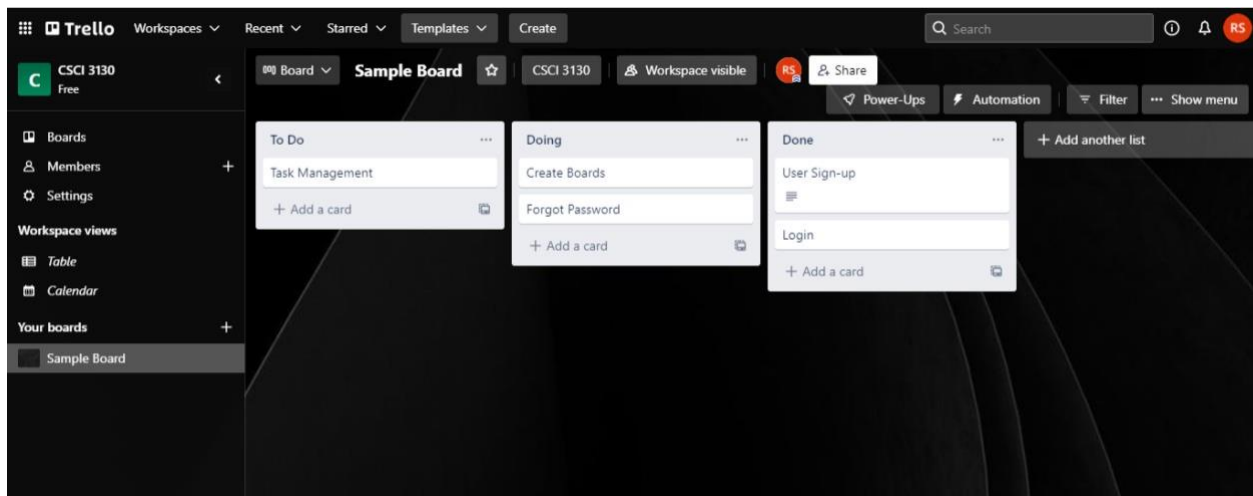 Trello Workspaces Recent Starred Templates Create Search RS
C CSCI 3130
Free
Board Sample Board CSCI 3130 Workspace visible RS Share
Power-Ups Automation Filter ... Show menu
Boards
Members +
Settings
Workspace views
Table
Calendar
Your boards +
Sample Board
To Do ...
Task Management
+ Add a card
Doing ...
Create Boards
Forgot Password
+ Add a card
Done ...
User Sign-up
Login
+ Add a card
+ Add another list